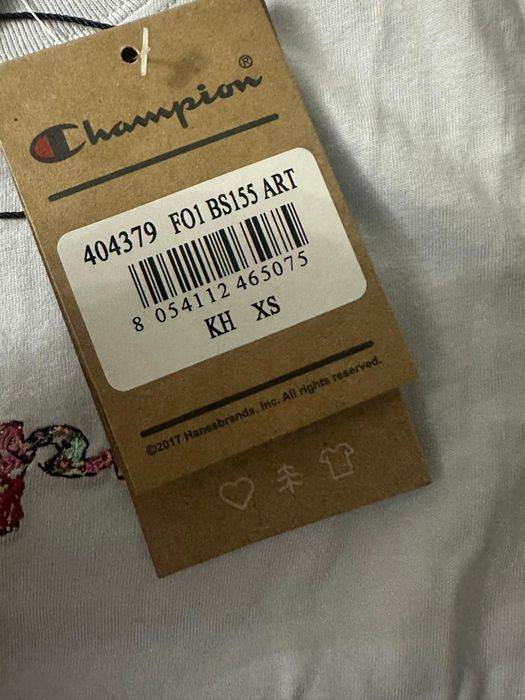 Champion®
404379 FO1 BS155 ART
8 054112 465075
KH XS
©2017 Hanesbrands, Inc. All rights reserved.